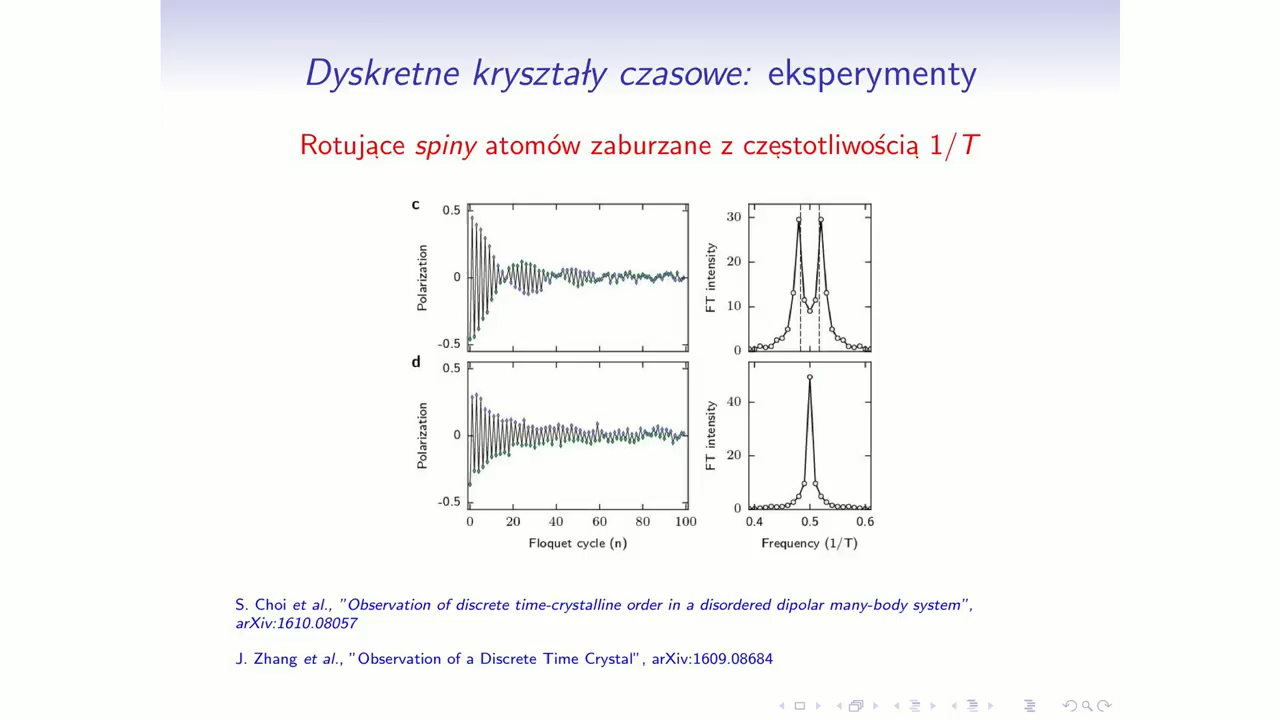 Dyskretne kryształy czasowe: eksperymenty
Rotujące spiny atomów zaburzane z częstotliwością 1/T
c
0.5
0
-0.5
Polarization
30
20
10
0
FT intensity
d
0.5
0
-0.5
Polarization
0 20 40 60 80 100
Floquet cycle (n)
40
20
0
FT intensity
0.4 0.5 0.6
Frequency (1/T)
S. Choi et al., "Observation of discrete time-crystalline order in a disordered dipolar many-body system",
arXiv:1610.08057
J. Zhang et al., "Observation of a Discrete Time Crystal", arXiv:1609.08684